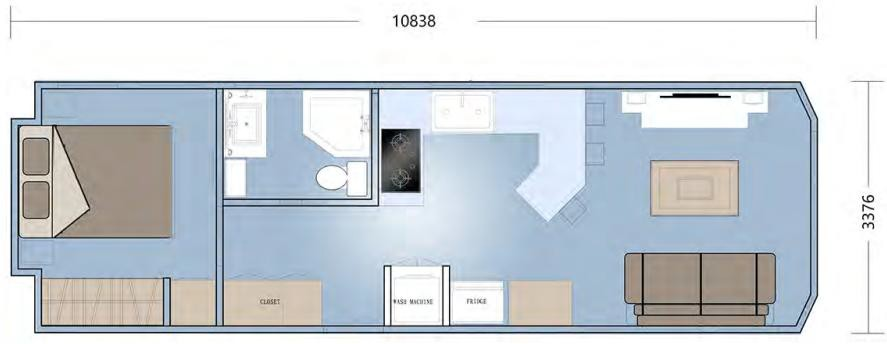 10838
3376
CLOSET
WASH MACHINE
FRIDGE